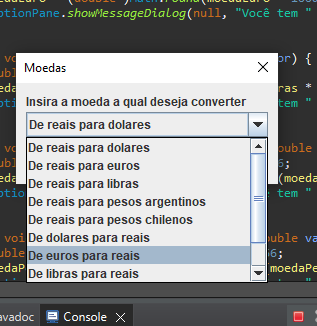 .showMessageDialog(null, "Você tem "
Moedas
Insira a moeda a qual deseja converter
De reais para dolares
De reais para dolares
De reais para euros
De reais para libras
De reais para pesos argentinos
De reais para pesos chilenos
De dolares para reais
De euros para reais
De libras para reais
Console